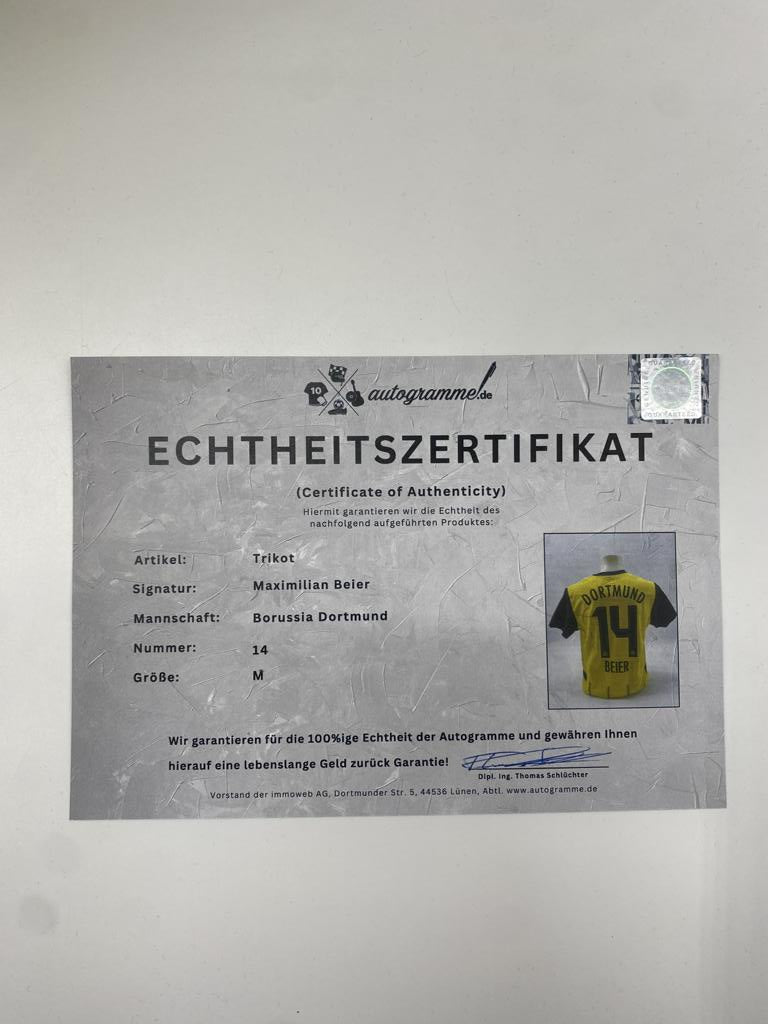 10 autogramme.de
ECHTHEITSZERTIFIKAT
(Certificate of Authenticity)
Hiermit garantieren wir die Echtheit des
nachfolgend aufgeführten Produktes:
Artikel: Trikot
Signatur: Maximilian Beier
Mannschaft: Borussia Dortmund
Nummer: 14
Größe: M
DORTMUND
14
BEIER
Wir garantieren für die 100%ige Echtheit der Autogramme und gewähren Ihnen
hierauf eine lebenslange Geld zurück Garantie!
Dipl. Ing. Thomas Schlüchter
Vorstand der immoweb AG, Dortmunder Str. 5, 44536 Lünen, Abtl. www.autogramme.de